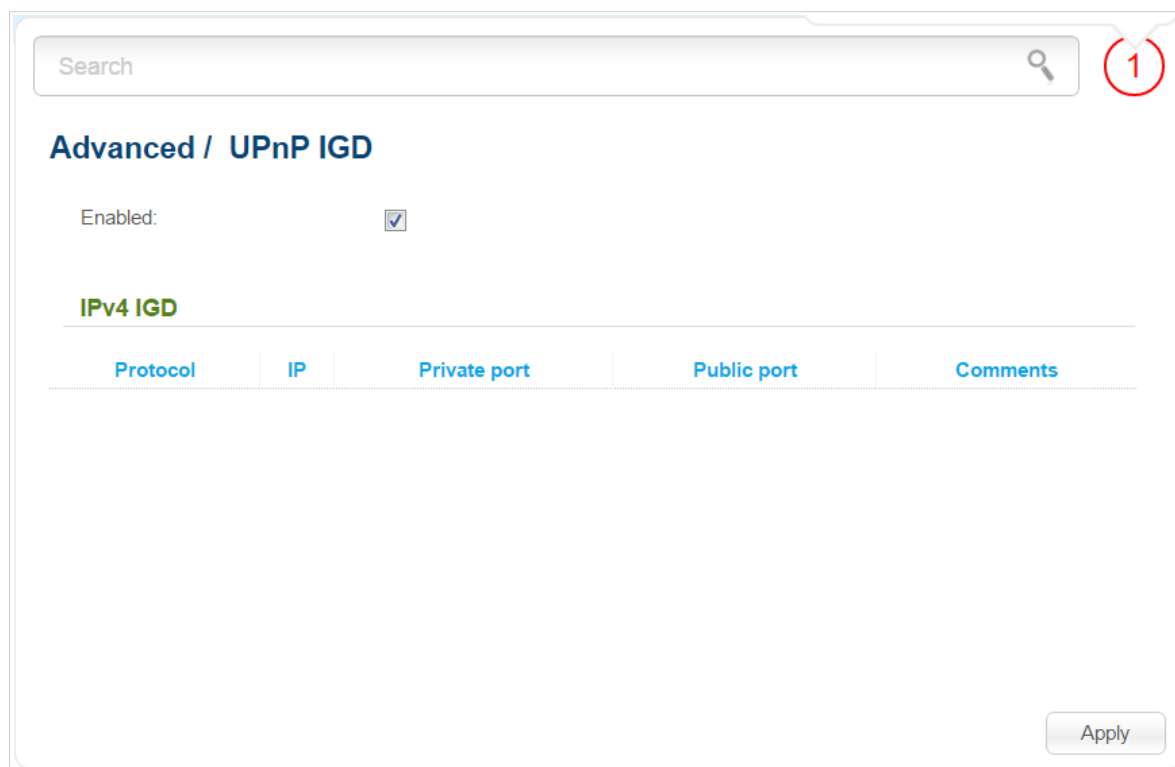 Search
1
Advanced / UPnP IGD
Enabled:
IPv4 IGD
Protocol IP Private port Public port Comments
Apply